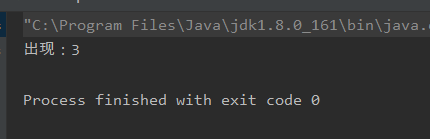 "C:\Program Files\Java\jdk1.8.0_161\bin\java.
出现：3
Process finished with exit code 0